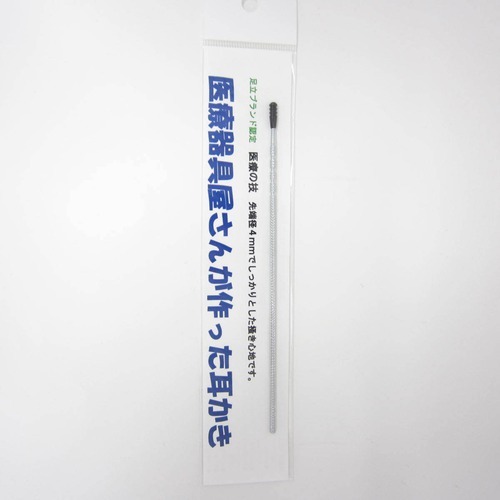 足立ブランド認定
医療の技 先端径4mmでしっかりとした掻き心地です。
医療器具屋さんが作った耳かき